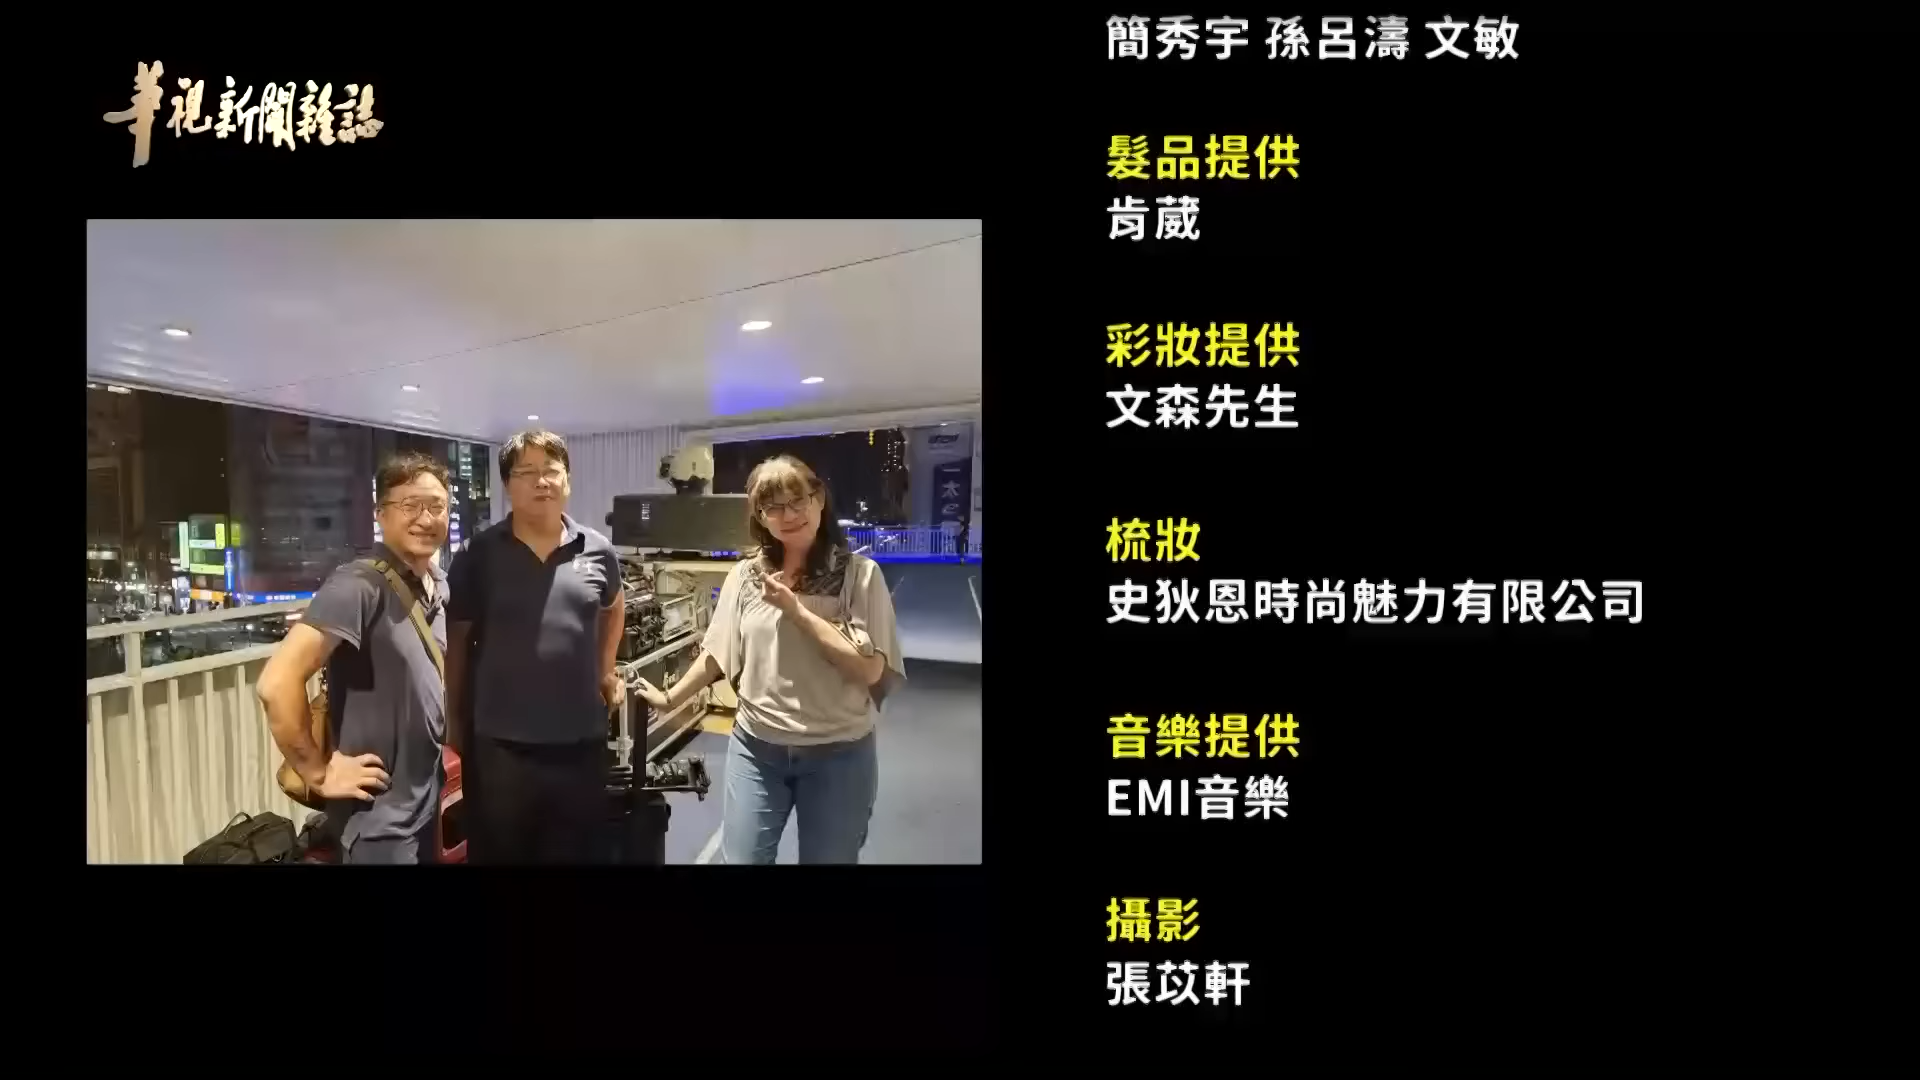 華視新聞雜誌
簡秀宇 孫呂濤 文敏
髮品提供
肯葳
彩妝提供
文森先生
梳妝
史狄恩時尚魅力有限公司
音樂提供
EMI音樂
攝影
張苡軒